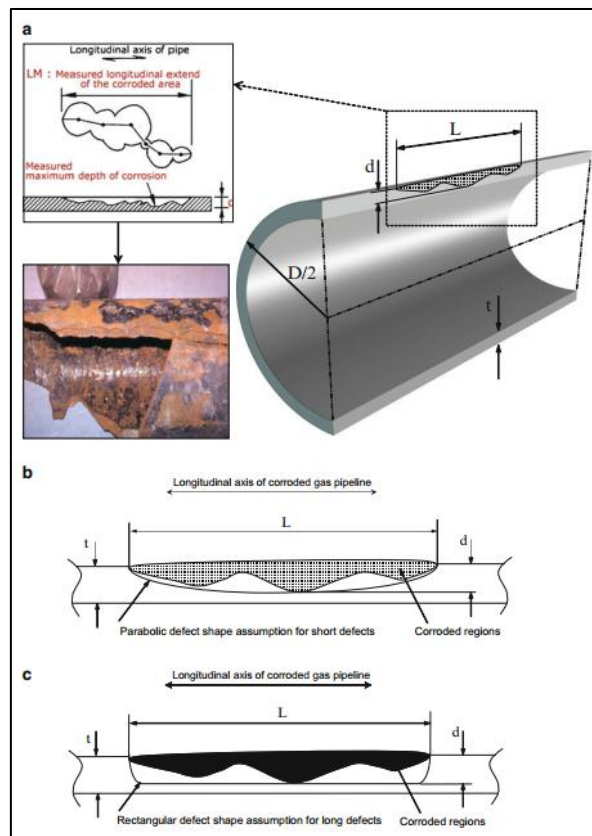 a
Longitudinal axis of pipe
LM : Measured longitudinal extend
of the corroded area
Measured
maximum depth of corrosion
d
L
d
D/2
t
b
Longitudinal axis of corroded gas pipeline
L
t
d
Parabolic defect shape assumption for short defects
Corroded regions
c
Longitudinal axis of corroded gas pipeline
L
t
d
Rectangular defect shape assumption for long defects
Corroded regions